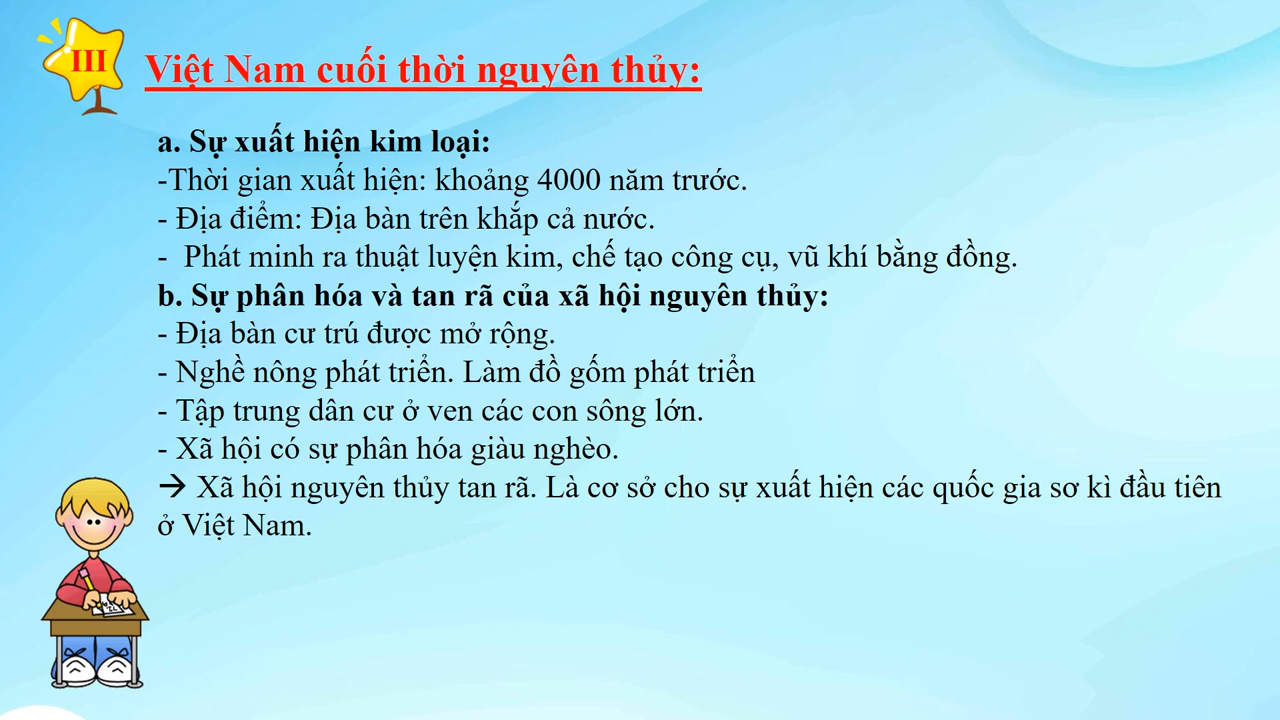 III
Việt Nam cuối thời nguyên thủy:
a. Sự xuất hiện kim loại:
-Thời gian xuất hiện: khoảng 4000 năm trước.
- Địa điểm: Địa bàn trên khắp cả nước.
- Phát minh ra thuật luyện kim, chế tạo công cụ, vũ khí bằng đồng.
b. Sự phân hóa và tan rã của xã hội nguyên thủy:
- Địa bàn cư trú được mở rộng.
- Nghề nông phát triển. Làm đồ gốm phát triển
- Tập trung dân cư ở ven các con sông lớn.
- Xã hội có sự phân hóa giàu nghèo.
→ Xã hội nguyên thủy tan rã. Là cơ sở cho sự xuất hiện các quốc gia sơ kì đầu tiên
ở Việt Nam.